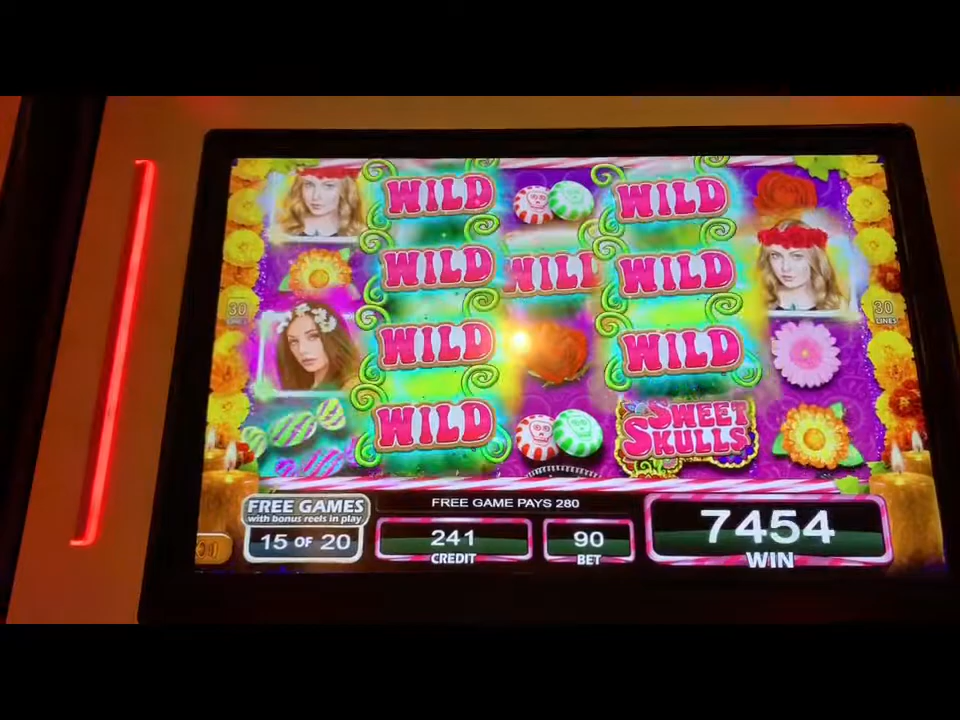 WILD WILD
30 LINES WILD WILD WILD 30 LINES
WILD WILD
WILD SWEET SKULLS
FREE GAMES
with bonus reels in play
15 OF 20
FREE GAME PAYS 280
241
CREDIT
90
BET
7454
WIN